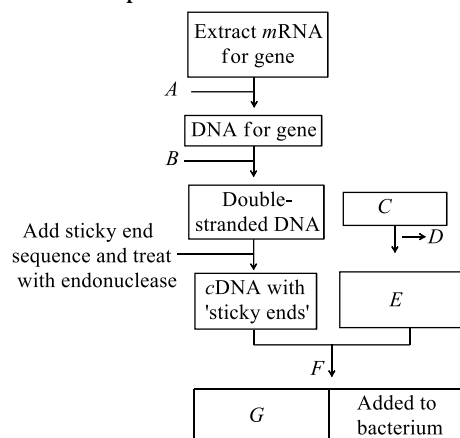 Extract mRNA
for gene
A
DNA for gene
B
Double-
stranded DNA
C
D
Add sticky end
sequence and treat
with endonuclease
cDNA with
'sticky ends'
E
F
G
Added to
bacterium